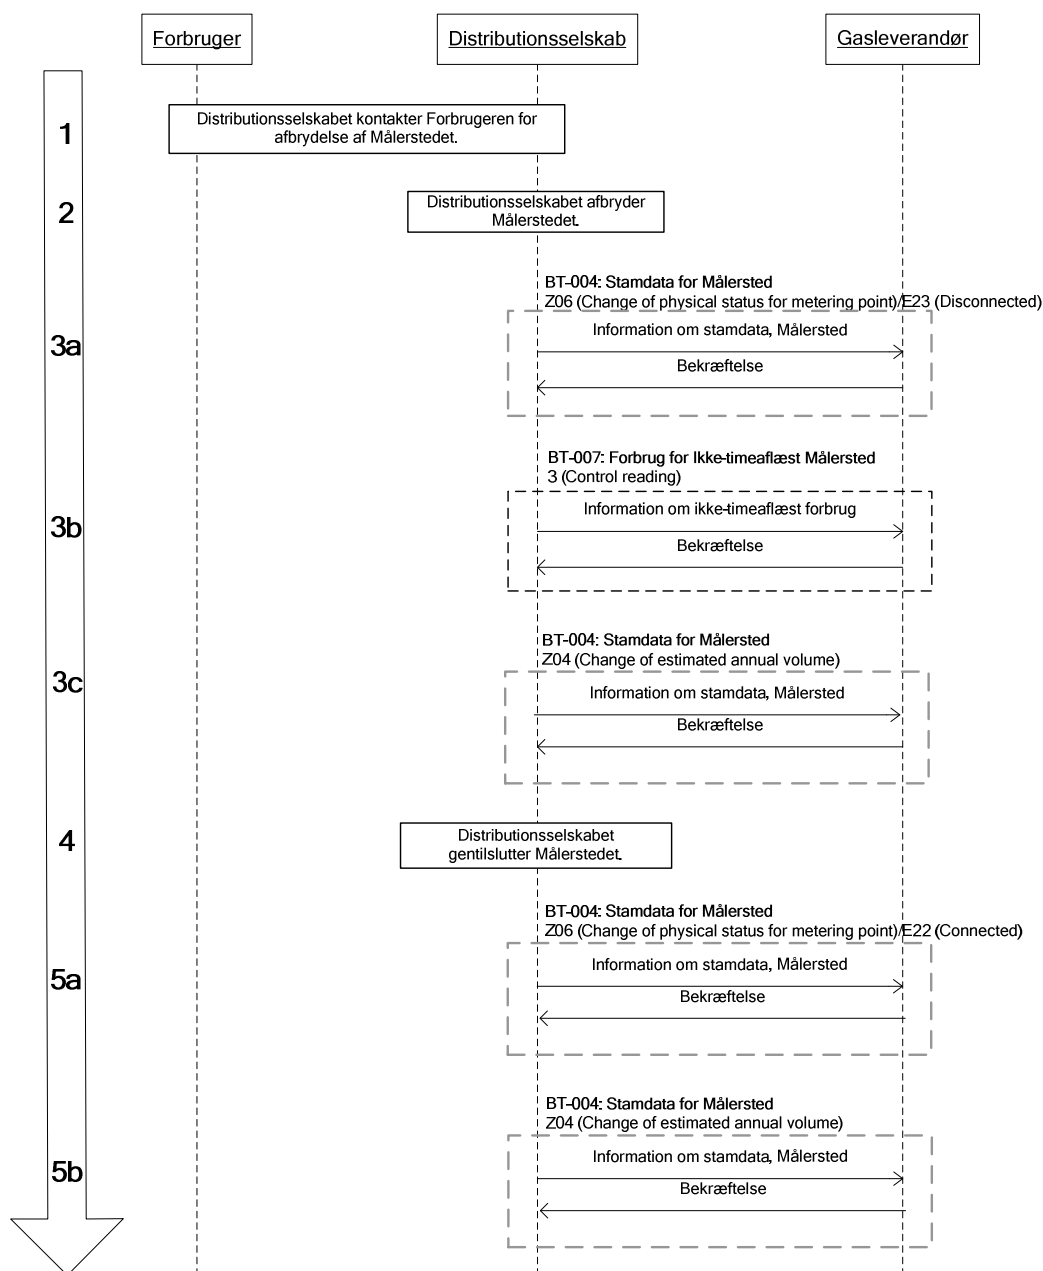 Forbruger
Distributionsselskab
Gasleverandør
1
Distributionsselskabet kontakter Forbrugeren for
afbrydelse af Målerstedet.
2
Distributionsselskabet afbryder
Målerstedet.
BT-004: Stamdata for Målersted
Z06 (Change of physical status for metering point)/E23 (Disconnected)
3a
Information om stamdata, Målersted
Bekræftelse
BT-007: Forbrug for Ikke-timeaflæst Målersted
3 (Control reading)
3b
Information om ikke-timeaflæst forbrug
Bekræftelse
BT-004: Stamdata for Målersted
Z04 (Change of estimated annual volume)
3c
Information om stamdata, Målersted
Bekræftelse
4
Distributionsselskabet
gentilslutter Målerstedet.
BT-004: Stamdata for Målersted
Z06 (Change of physical status for metering point)/E22 (Connected)
5a
Information om stamdata, Målersted
Bekræftelse
BT-004: Stamdata for Målersted
Z04 (Change of estimated annual volume)
5b
Information om stamdata, Målersted
Bekræftelse